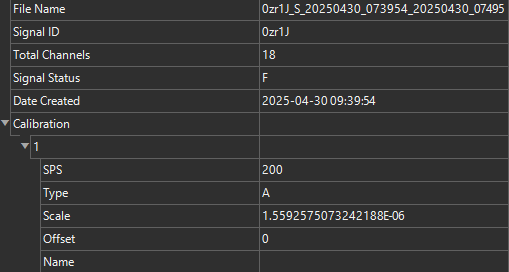 File Name 0zr1J_S_20250430_073954_20250430_07495
Signal ID 0zr1J
Total Channels 18
Signal Status F
Date Created 2025-04-30 09:39:54
Calibration
1
SPS 200
Type A
Scale 1.5592575073242188E-06
Offset 0
Name